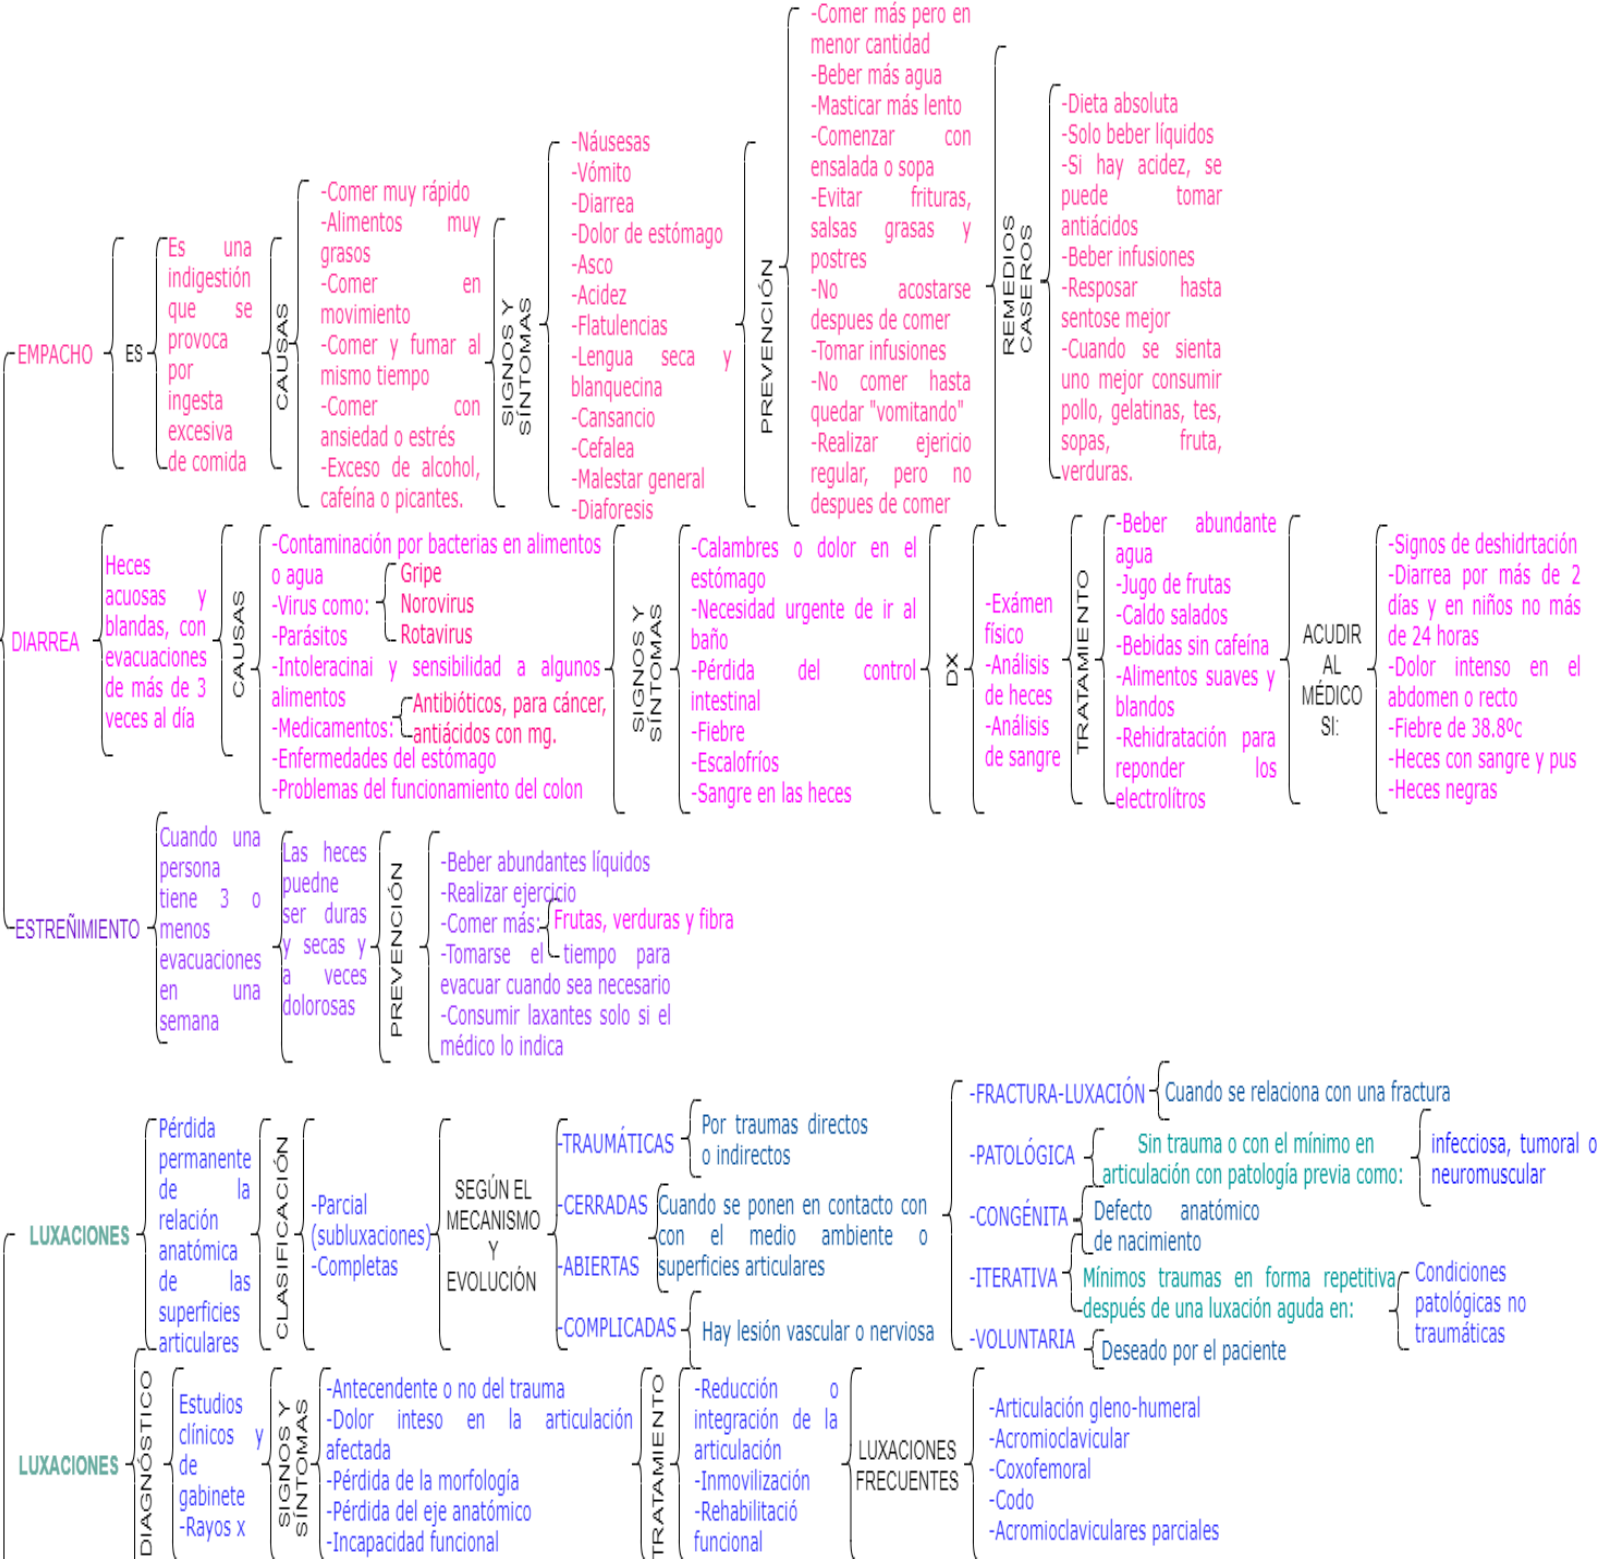 EMPACHO
ES
Es una
indigestión
que se
provoca
por
ingesta
excesiva
de comida
CAUSAS
-Comer muy rápido
-Alimentos muy
grasos
-Comer en
movimiento
-Comer y fumar al
mismo tiempo
-Comer con
ansiedad o estrés
-Exceso de alcohol,
cafeína o picantes.
SIGNOS Y
SÍNTOMAS
-Náusesas
-Vómito
-Diarrea
-Dolor de estómago
-Asco
-Acidez
-Flatulencias
-Lengua seca y
blanquecina
-Cansancio
-Cefalea
-Malestar general
-Diaforesis
PREVENCIÓN
-Comer más pero en
menor cantidad
-Beber más agua
-Masticar más lento
-Comenzar con
ensalada o sopa
-Evitar frituras,
salsas grasas y
postres
-No acostarse
despues de comer
-Tomar infusiones
-No comer hasta
quedar "vomitando"
-Realizar ejericio
regular, pero no
despues de comer
REMEDIOS
CASEROS
-Dieta absoluta
-Solo beber líquidos
-Si hay acidez, se
puede tomar
antiácidos
-Beber infusiones
-Resposar hasta
sentose mejor
-Cuando se sienta
uno mejor consumir
pollo, gelatinas, tes,
sopas, fruta,
verduras.
DIARREA
Heces
acuosas y
blandas, con
evacuaciones
de más de 3
veces al día
CAUSAS
-Contaminación por bacterias en alimentos
o agua
-Virus como:
Gripe
Norovirus
Rotavirus
-Parásitos
-Intoleracinai y sensibilidad a algunos
alimentos
-Medicamentos:
Antibióticos, para cáncer,
antiácidos con mg.
-Enfermedades del estómago
-Problemas del funcionamiento del colon
SIGNOS Y
SÍNTOMAS
-Calambres o dolor en el
estómago
-Necesidad urgente de ir al
baño
-Pérdida del control
intestinal
-Fiebre
-Escalofríos
-Sangre en las heces
DX
-Exámen
físico
-Análisis
de heces
-Análisis
de sangre
TRATAMIENTO
-Beber abundante
agua
-Jugo de frutas
-Caldo salados
-Bebidas sin cafeína
-Alimentos suaves y
blandos
-Rehidratación para
reponder los
electrolítros
ACUDIR
AL
MÉDICO
SI:
-Signos de deshidrtación
-Diarrea por más de 2
días y en niños no más
de 24 horas
-Dolor intenso en el
abdomen o recto
-Fiebre de 38.8ºc
-Heces con sangre y pus
-Heces negras
ESTREÑIMIENTO
Cuando una
persona
tiene 3 o
menos
evacuaciones
en una
semana
Las heces
puedne
ser duras
y secas y
a veces
dolorosas
PREVENCIÓN
-Beber abundantes líquidos
-Realizar ejercicio
-Comer más:
Frutas, verduras y fibra
-Tomarse el tiempo para
evacuar cuando sea necesario
-Consumir laxantes solo si el
médico lo indica
LUXACIONES
Pérdida
permanente
de la
relación
anatómica
de las
superficies
articulares
CLASIFICACIÓN
-Parcial
(subluxaciones)
-Completas
SEGÚN EL
MECANISMO
Y
EVOLUCIÓN
-TRAUMÁTICAS
Por traumas directos
o indirectos
-CERRADAS
-ABIERTAS
Cuando se ponen en contacto con
con el medio ambiente o
superficies articulares
-COMPLICADAS
Hay lesión vascular o nerviosa
-FRACTURA-LUXACIÓN
Cuando se relaciona con una fractura
-PATOLÓGICA
Sin trauma o con el mínimo en
articulación con patología previa como:
infecciosa, tumoral o
neuromuscular
-CONGÉNITA
Defecto anatómico
de nacimiento
-ITERATIVA
Mínimos traumas en forma repetitiva
después de una luxación aguda en:
Condiciones
patológicas no
traumáticas
-VOLUNTARIA
Deseado por el paciente
LUXACIONES
DIAGNÓSTICO
Estudios
clínicos y
de
gabinete
-Rayos x
SIGNOS Y
SÍNTOMAS
-Antecendente o no del trauma
-Dolor inteso en la articulación
afectada
-Pérdida de la morfología
-Pérdida del eje anatómico
-Incapacidad funcional
TRATAMIENTO
-Reducción o
integración de la
articulación
-Inmovilización
-Rehabilitació
funcional
LUXACIONES
FRECUENTES
-Articulación gleno-humeral
-Acromioclavicular
-Coxofemoral
-Codo
-Acromioclaviculares parciales